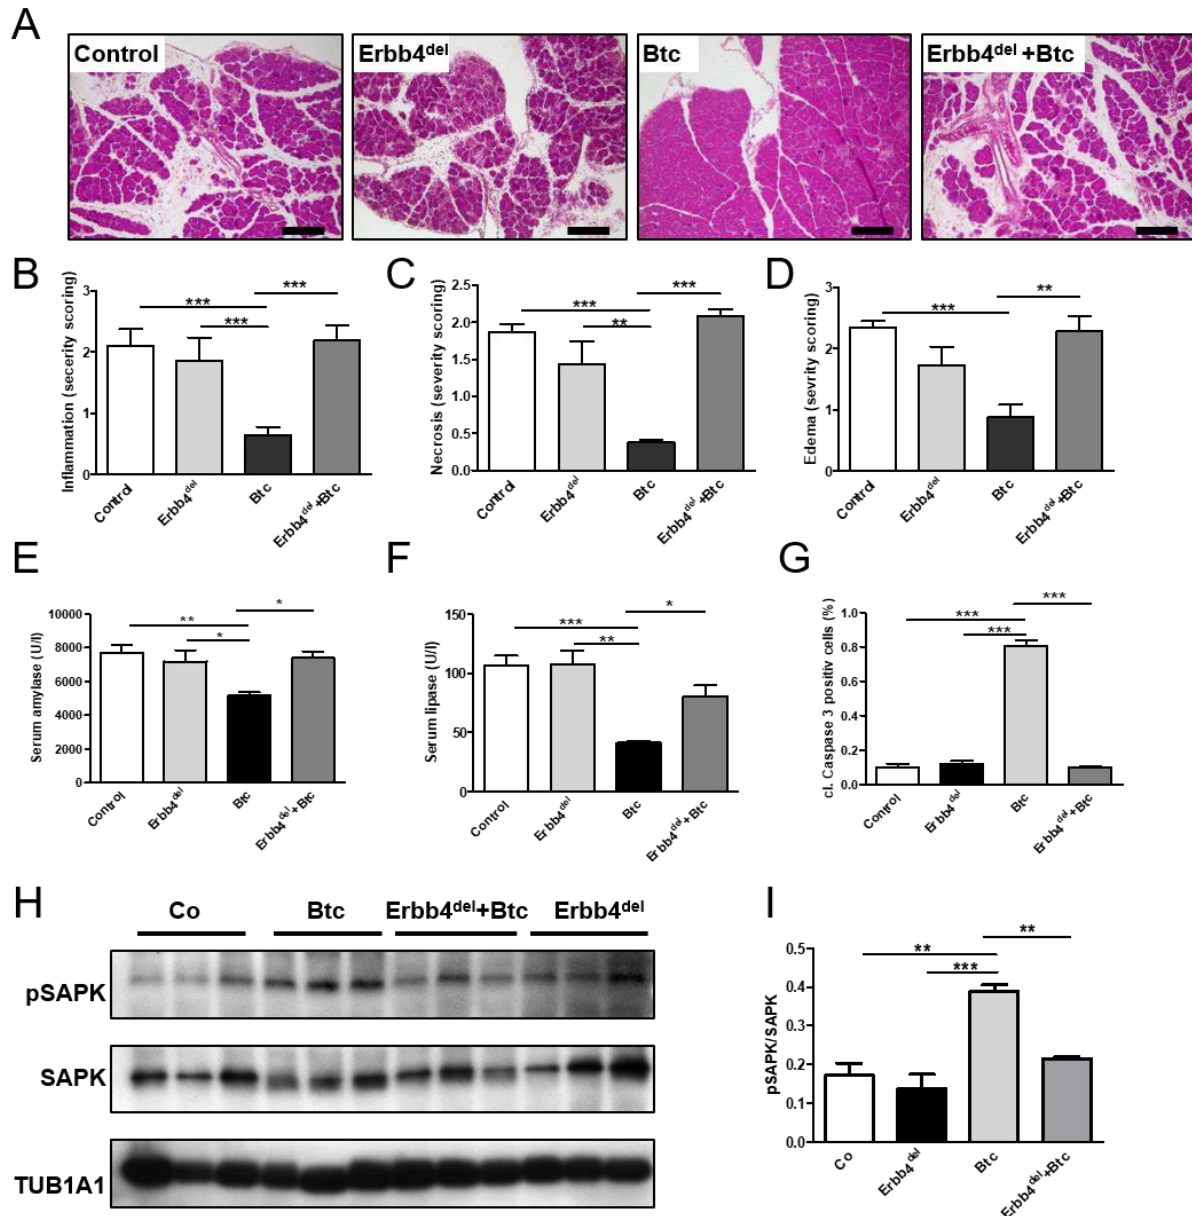 A
Control
Erbb4del
Btc
Erbb4del +Btc
B
Inflammation (secerity scoring)
3
2
1
0
***
***
***
Control
Erbb4del
Btc
Erbb4del+Btc
C
Necrosis (severity scoring)
2.5
2.0
1.5
1.0
0.5
0.0
***
***
**
Control
Erbb4del
Btc
Erbb4del+Btc
D
Edema (sevrity scoring)
3
2
1
0
***
**
Control
Erbb4del
Btc
Erbb4del+Btc
E
Serum amylase (U/l)
10000
8000
6000
4000
2000
0
**
*
*
Control
Erbb4del
Btc
Erbb4del+Btc
F
Serum lipase (U/l)
150
100
50
0
***
*
**
Control
Erbb4del
Btc
Erbb4del+Btc
G
cl. Caspase 3 positiv cells (%)
1.0
0.8
0.6
0.4
0.2
0.0
***
***
***
Control
Erbb4del
Btc
Erbb4del+Btc
H
Co
Btc
Erbb4del+Btc
Erbb4del
pSAPK
SAPK
TUB1A1
I
pSAPK/SAPK
0.5
0.4
0.3
0.2
0.1
0.0
**
**
***
Co
Erbb4del
Btc
Erbb4del+Btc